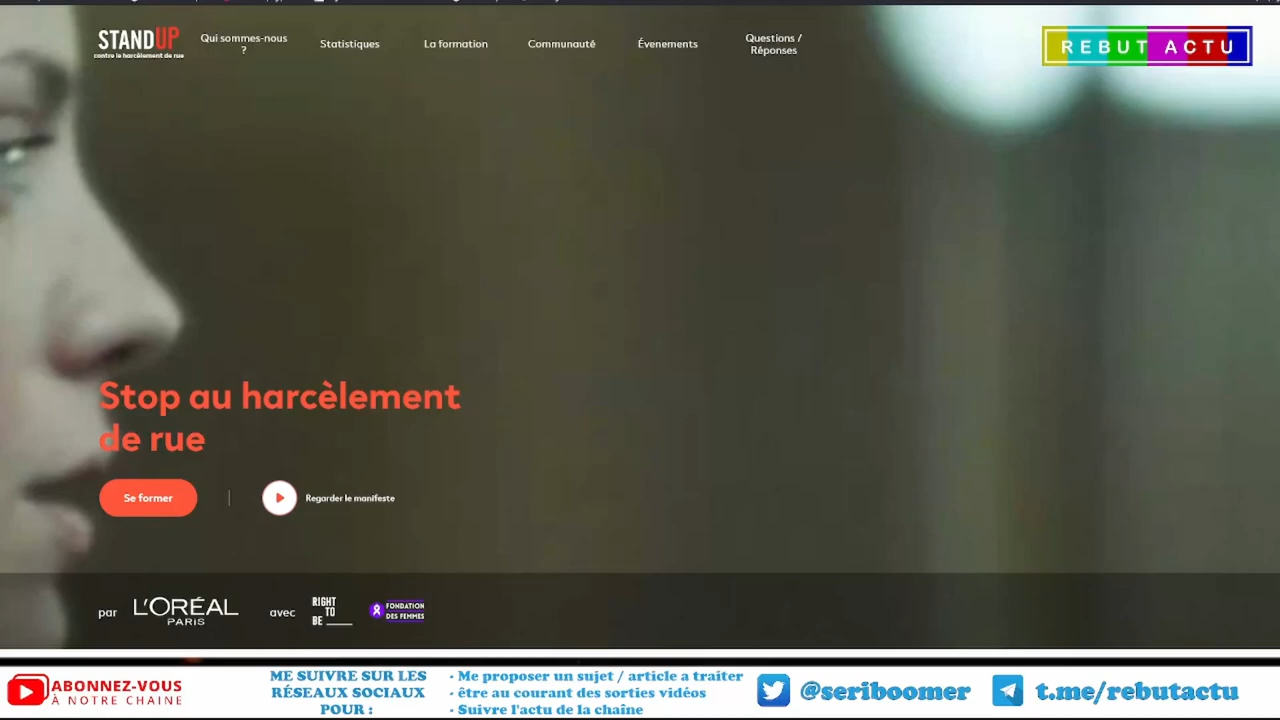 STANDUP
contre le harcèlement de rue
Qui sommes-nous
?
Statistiques
La formation
Communauté
Évenements
Questions /
Réponses
REBUT ACTU
Stop au harcèlement
de rue
Se former
Regarder le manifeste
par
L'ORÉAL
PARIS
avec
RIGHT
TO
BE
FONDATION
DES FEMMES
ABONNEZ-VOUS
À NOTRE CHAINE
ME SUIVRE SUR LES
RÉSEAUX SOCIAUX
POUR :
- Me proposer un sujet / article a traiter
- être au courant des sorties vidéos
- Suivre l'actu de la chaîne
@seriboomer
t.me/rebutactu